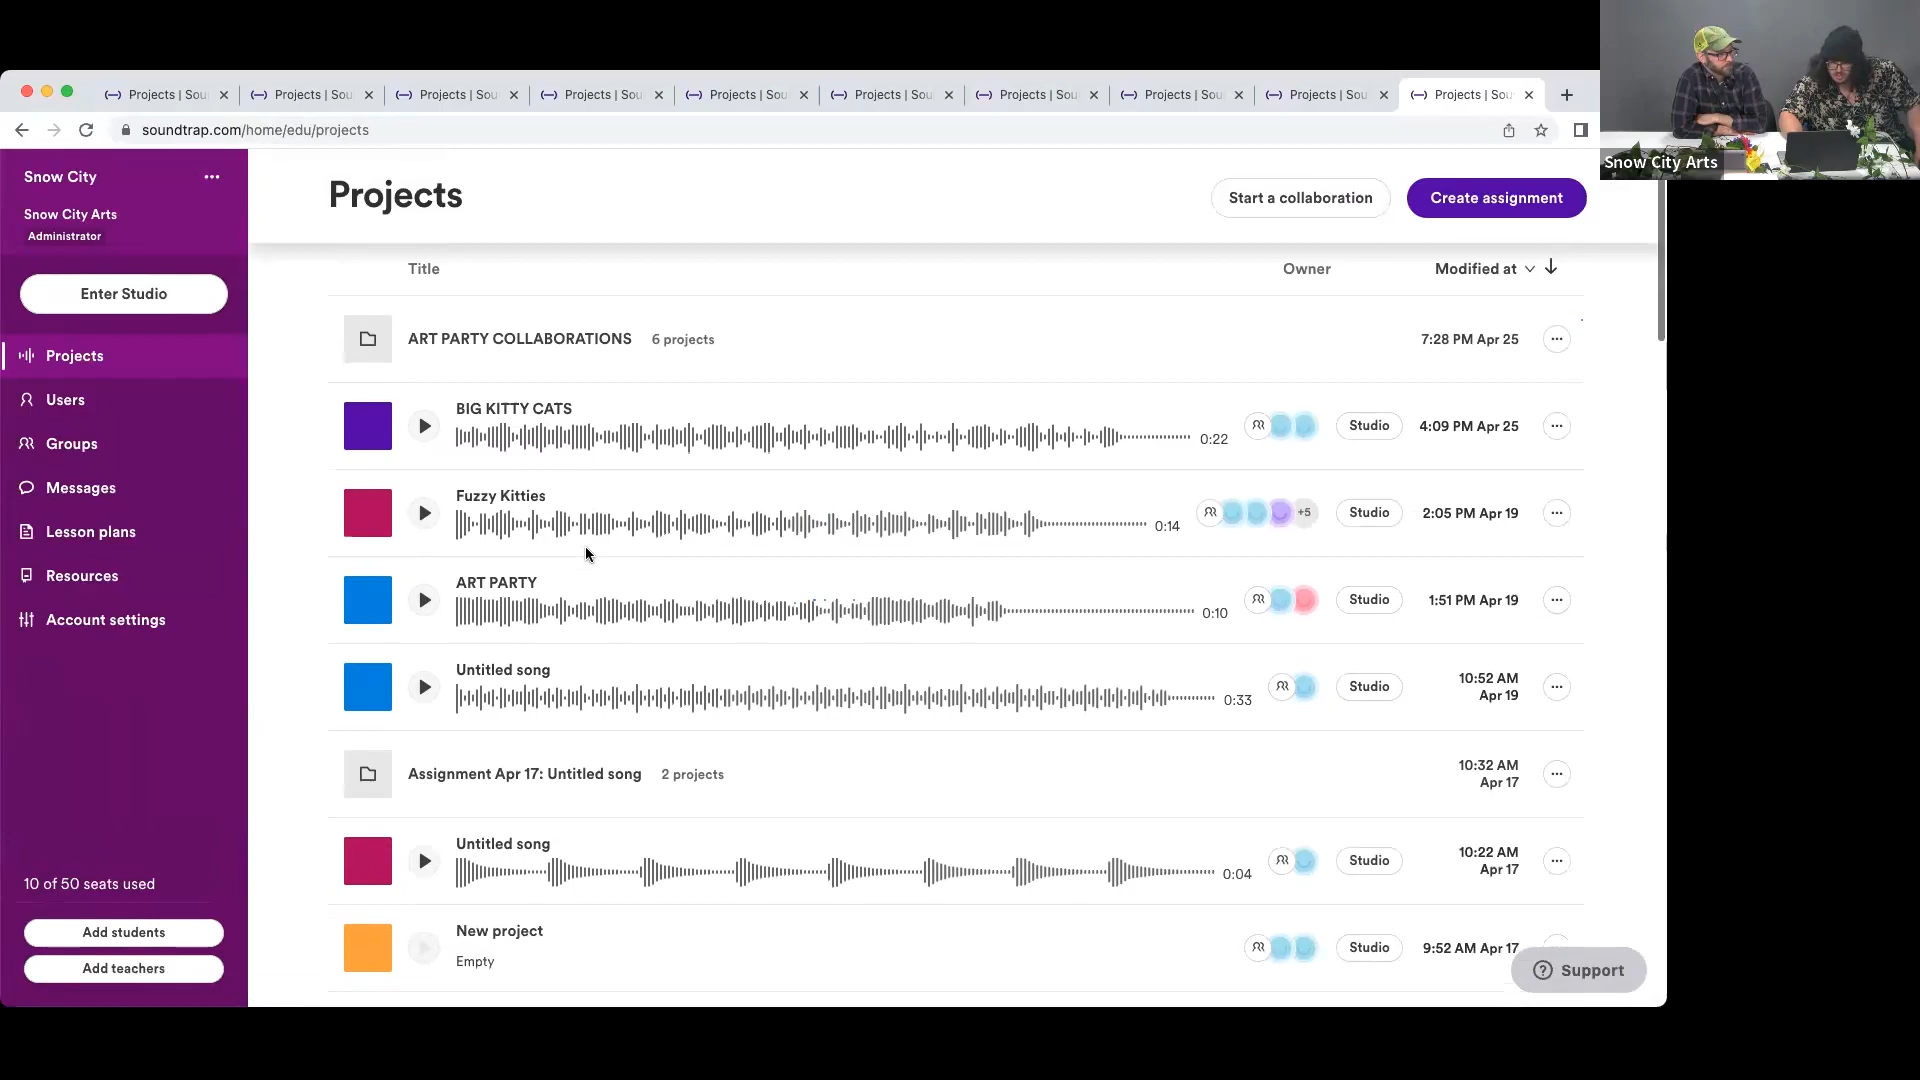 Projects | Sou
Projects | Sou
Projects | Sou
Projects | Sou
Projects | Sou
Projects | Sou
Projects | Sou
Projects | Sou
Projects | Sou
Projects | Sou
soundtrap.com/home/edu/projects
Snow City Arts
Snow City
Snow City Arts
Administrator
Enter Studio
Projects
Users
Groups
Messages
Lesson plans
Resources
Account settings
10 of 50 seats used
Add students
Add teachers
Projects
Start a collaboration
Create assignment
Title
Owner
Modified at
ART PARTY COLLABORATIONS 6 projects
7:28 PM Apr 25
BIG KITTY CATS
0:22
Studio
4:09 PM Apr 25
Fuzzy Kitties
0:14
+5
Studio
2:05 PM Apr 19
ART PARTY
0:10
Studio
1:51 PM Apr 19
Untitled song
0:33
Studio
10:52 AM
Apr 19
Assignment Apr 17: Untitled song 2 projects
10:32 AM
Apr 17
Untitled song
0:04
Studio
10:22 AM
Apr 17
New project
Empty
Studio
9:52 AM Apr 17
Support